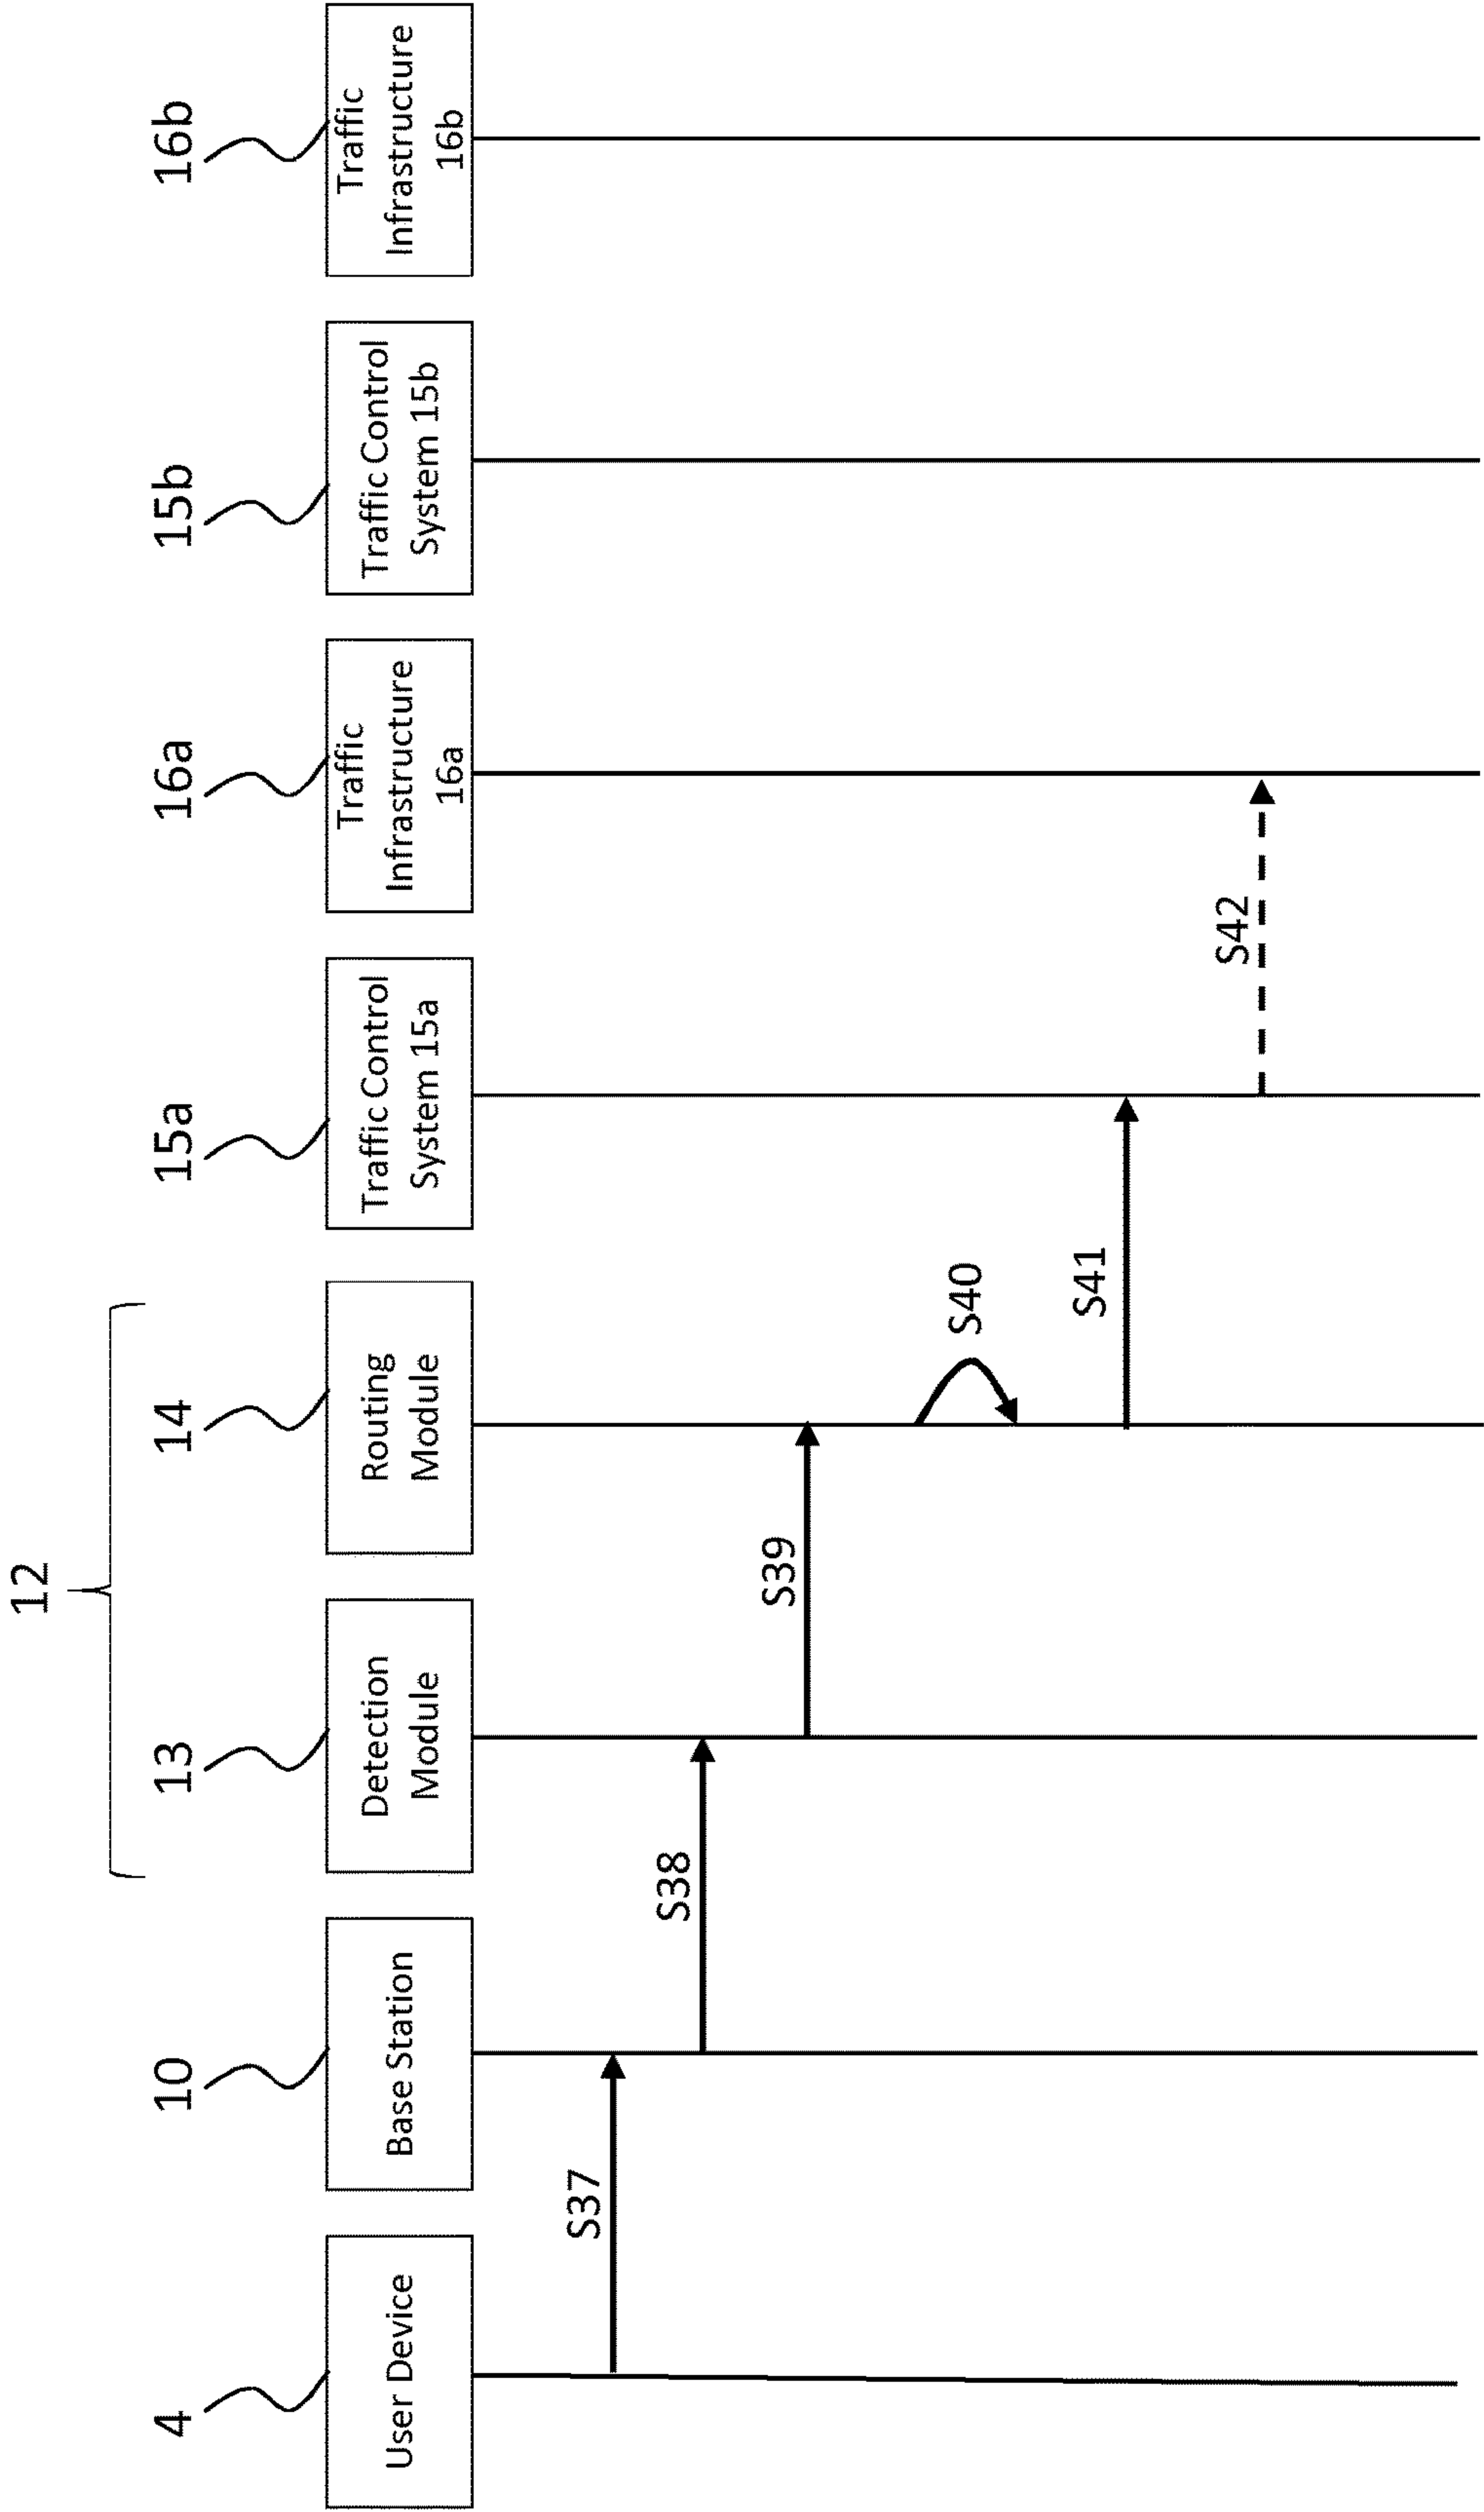 12
4
10
13
14
15a
16a
15b
16b
User Device
Base Station
Detection
Module
Routing
Module
Traffic Control
System 15a
Traffic
Infrastructure
16a
Traffic Control
System 15b
Traffic
Infrastructure
16b
S37
S38
S39
S40
S41
S42